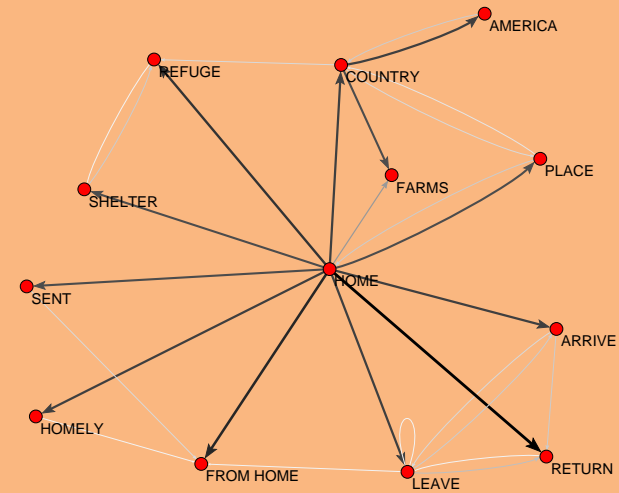 AMERICA
REFUGE
COUNTRY
PLACE
FARMS
SHELTER
HOME
SENT
ARRIVE
HOMELY
FROM HOME
RETURN
LEAVE